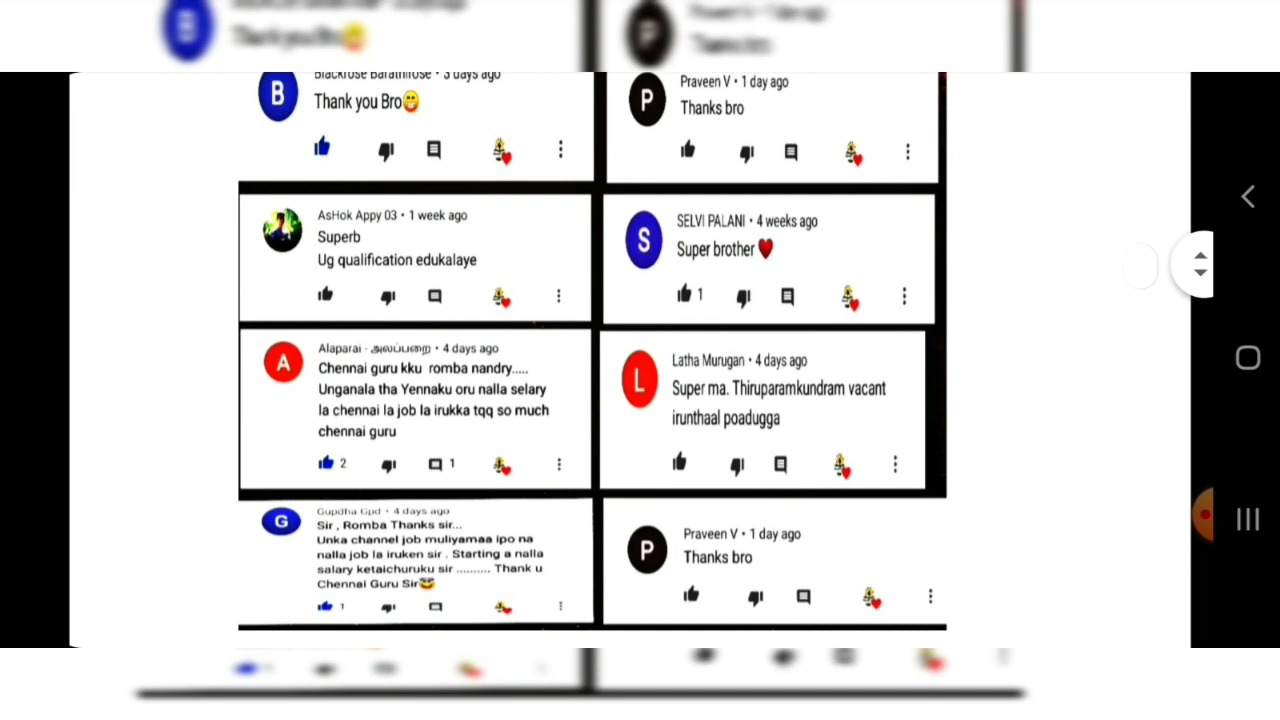 Blackrose Barathirose • 3 days ago
Thank you Bro😁
Praveen V • 1 day ago
Thanks bro
AsHok Appy 03 • 1 week ago
Superb
Ug qualification edukalaye
SELVI PALANI • 4 weeks ago
Super brother ♥
1
Alaparai - அலப்பறை • 4 days ago
Chennai guru kku romba nandry.....
Unganala tha Yennaku oru nalla selary
la chennai la job la irukka tqq so much
chennai guru
2 1
Latha Murugan • 4 days ago
Super ma. Thiruparamkundram vacant
irunthaal poadugga
Gupdha Gpd • 4 days ago
Sir , Romba Thanks sir...
Unka channel job muliyamaa ipo na
nalla job la iruken sir . Starting a nalla
salary ketaichuruku sir .......... Thank u
Chennai Guru Sir
1
Praveen V • 1 day ago
Thanks bro